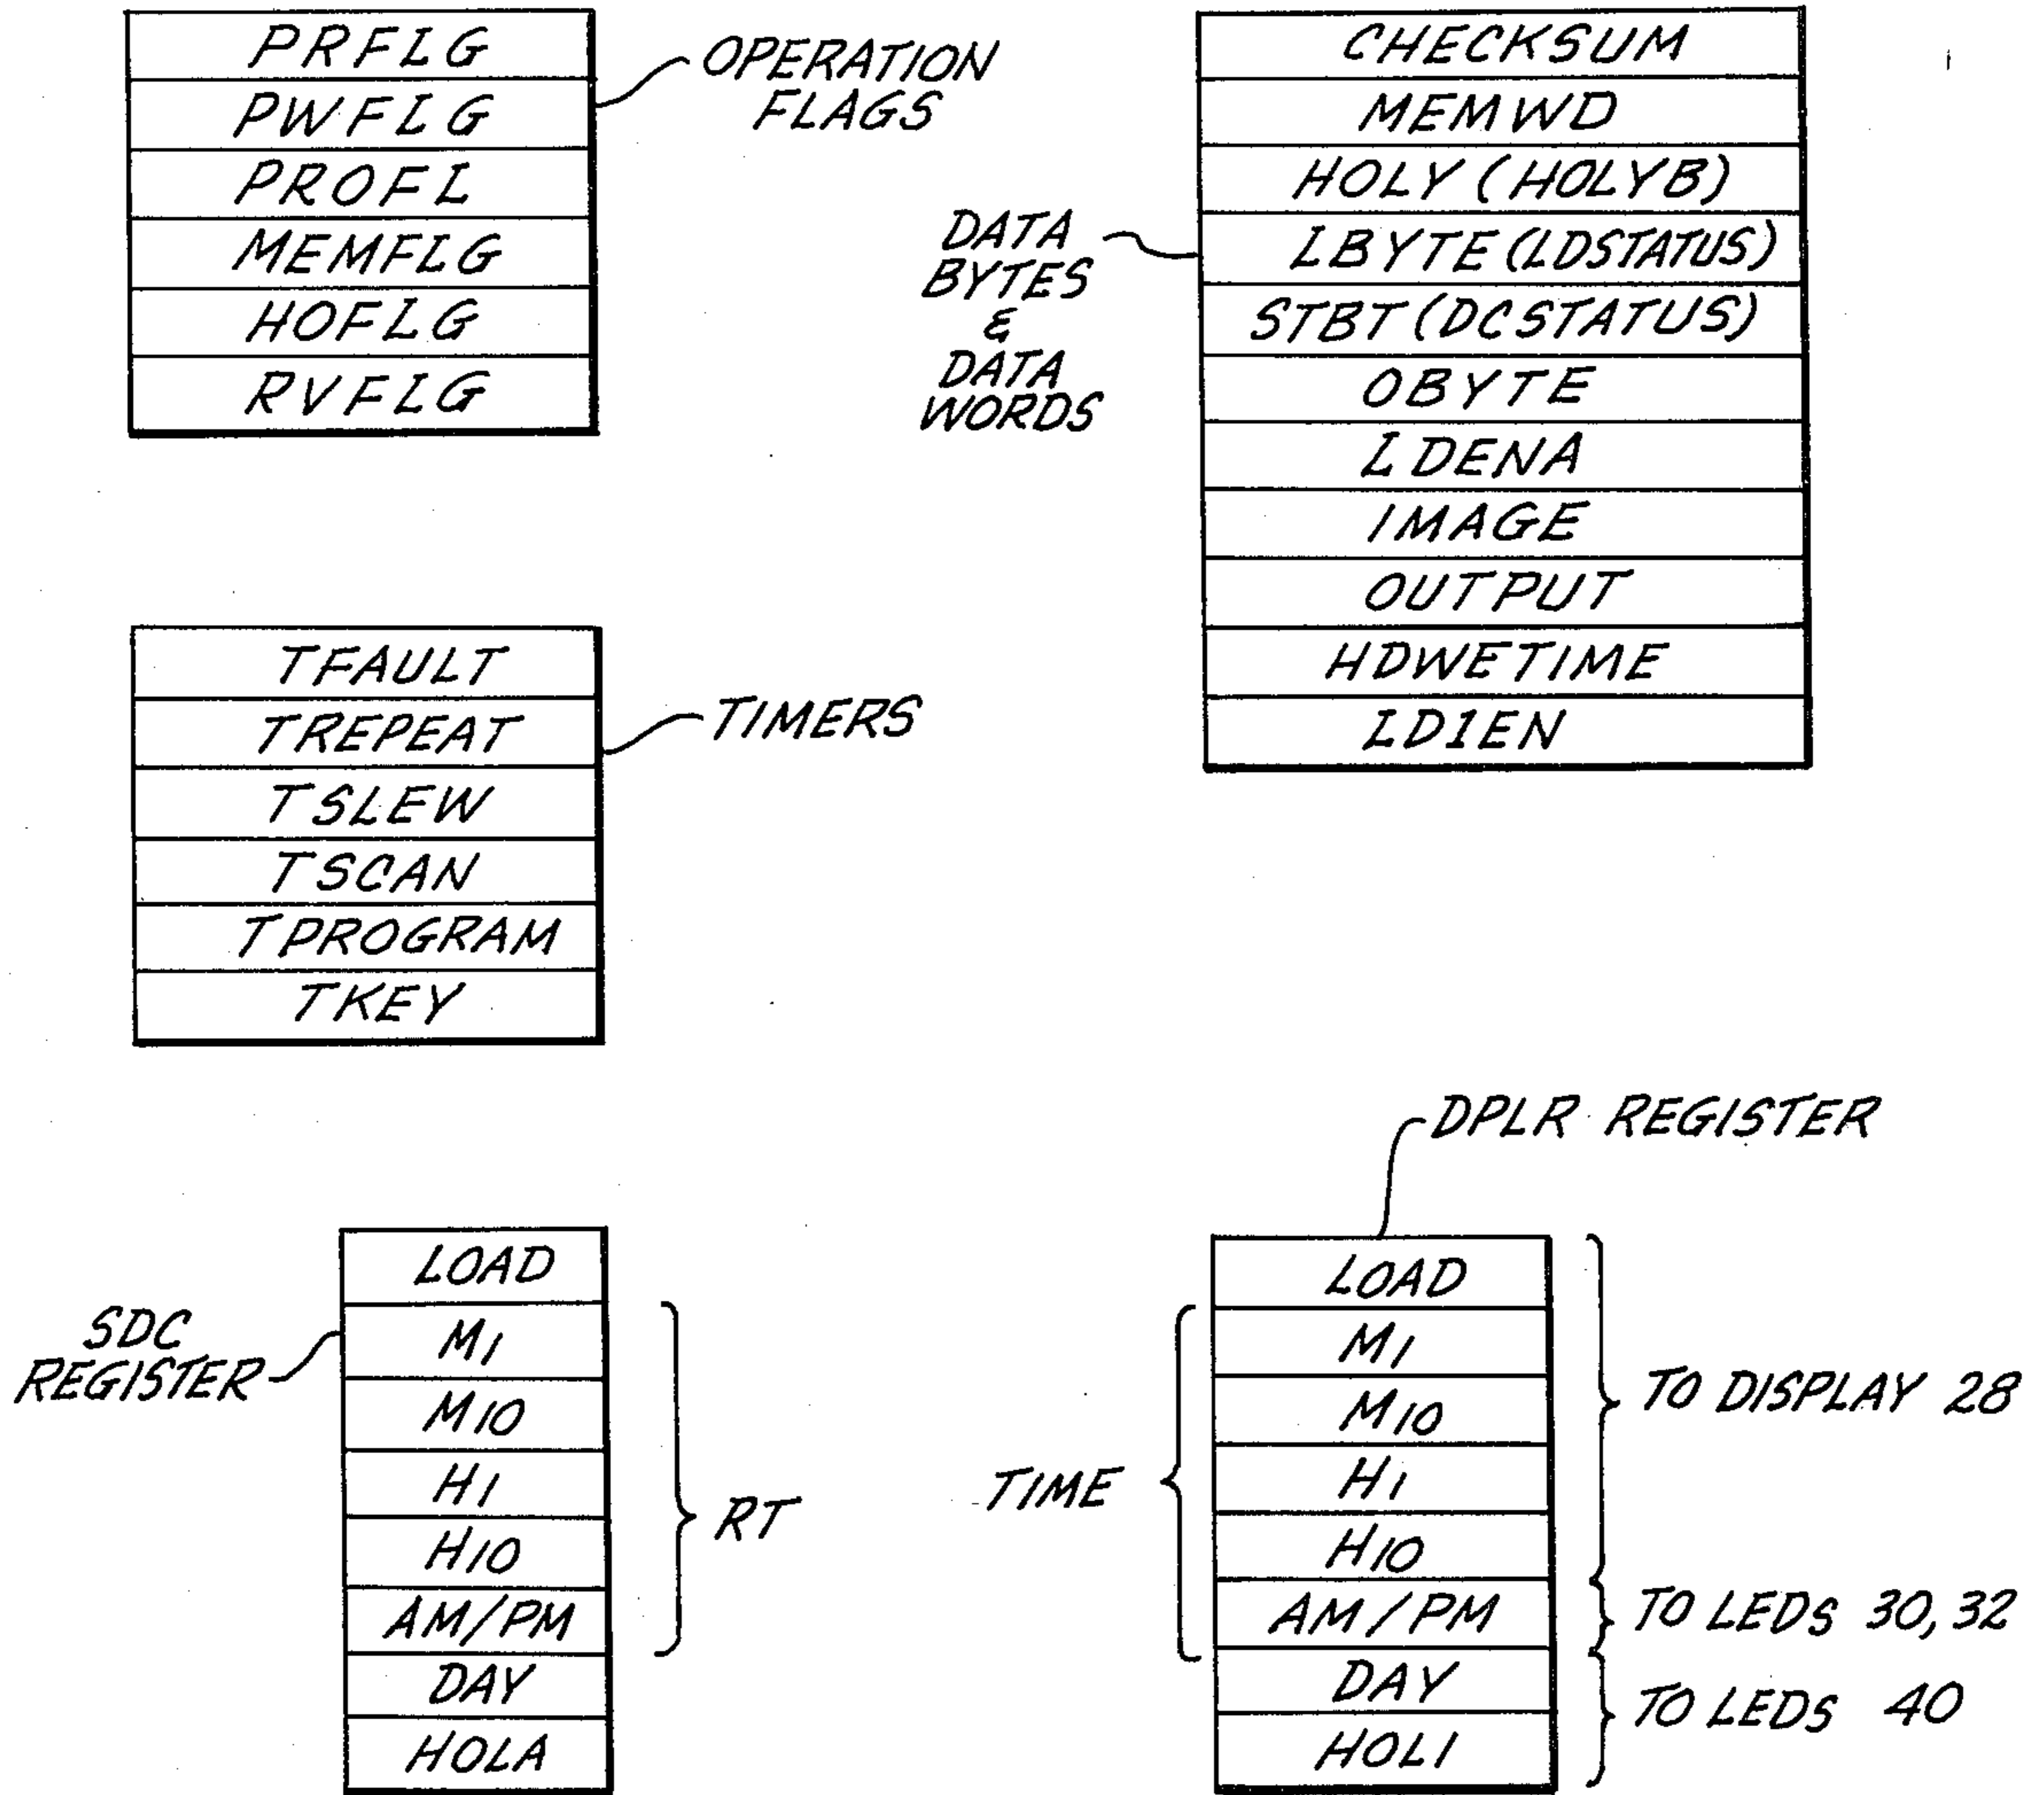 PRFLG
PWFLG
PROFL
MEMFLG
HOFLG
RVFLG
OPERATION
FLAGS
CHECKSUM
MEMWD
HOLY (HOLYB)
LBYTE (LDSTATUS)
STBT (DCSTATUS)
OBYTE
LDENA
IMAGE
OUTPUT
HDWETIME
LD1EN
DATA
BYTES
&
DATA
WORDS
TFAULT
TREPEAT
TSLEW
TSCAN
TPROGRAM
TKEY
TIMERS
SDC
REGISTER
LOAD
M1
M10
H1
H10
AM/PM
DAY
HOLA
RT
DPLR REGISTER
LOAD
M1
M10
H1
H10
AM/PM
DAY
HOLI
TIME
TO DISPLAY 28
TO LEDS 30, 32
TO LEDS 40